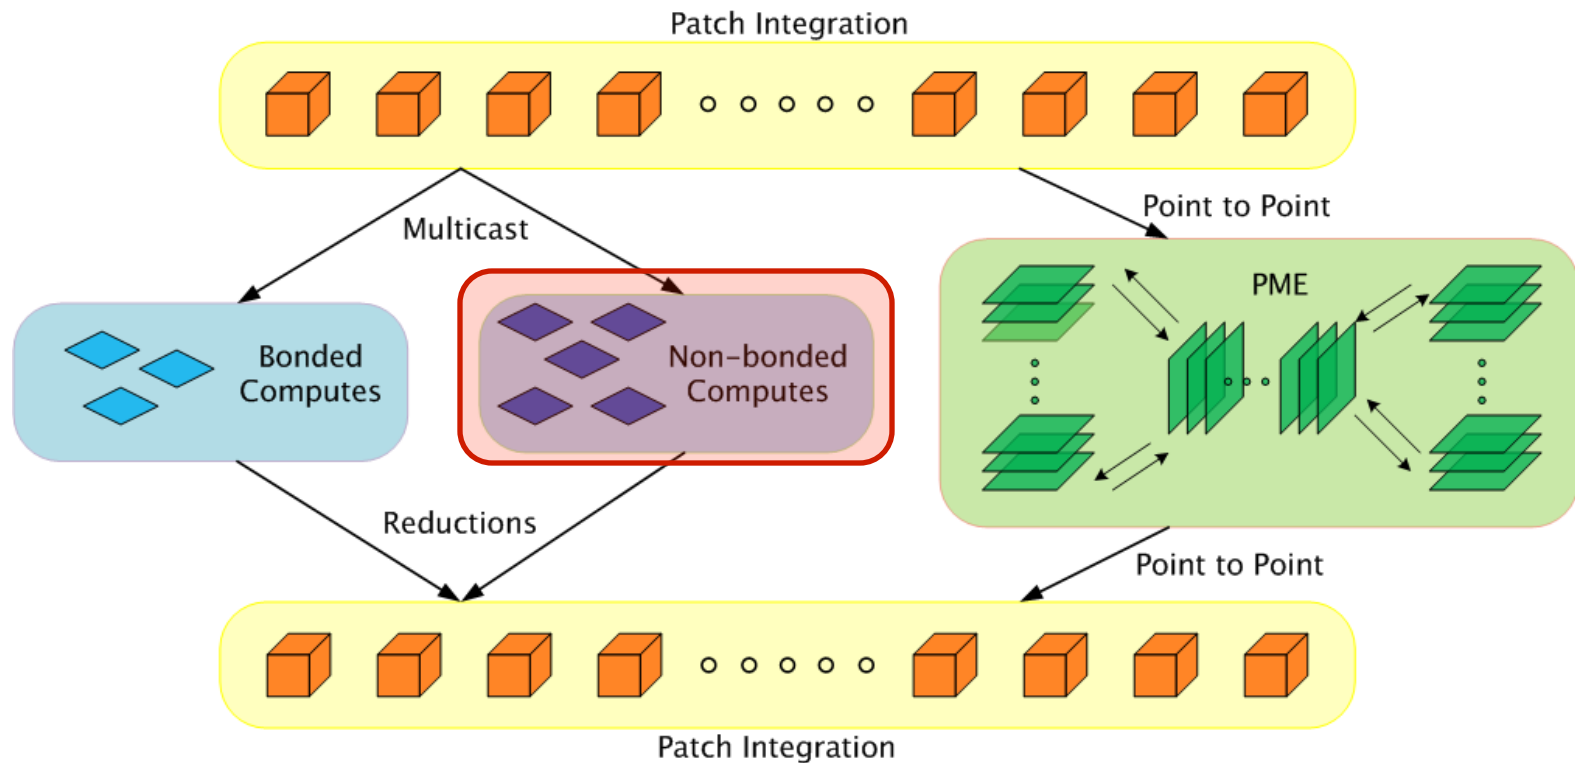 Patch Integration
Multicast
Point to Point
PME
Bonded
Computes
Non-bonded
Computes
Reductions
Point to Point
Patch Integration